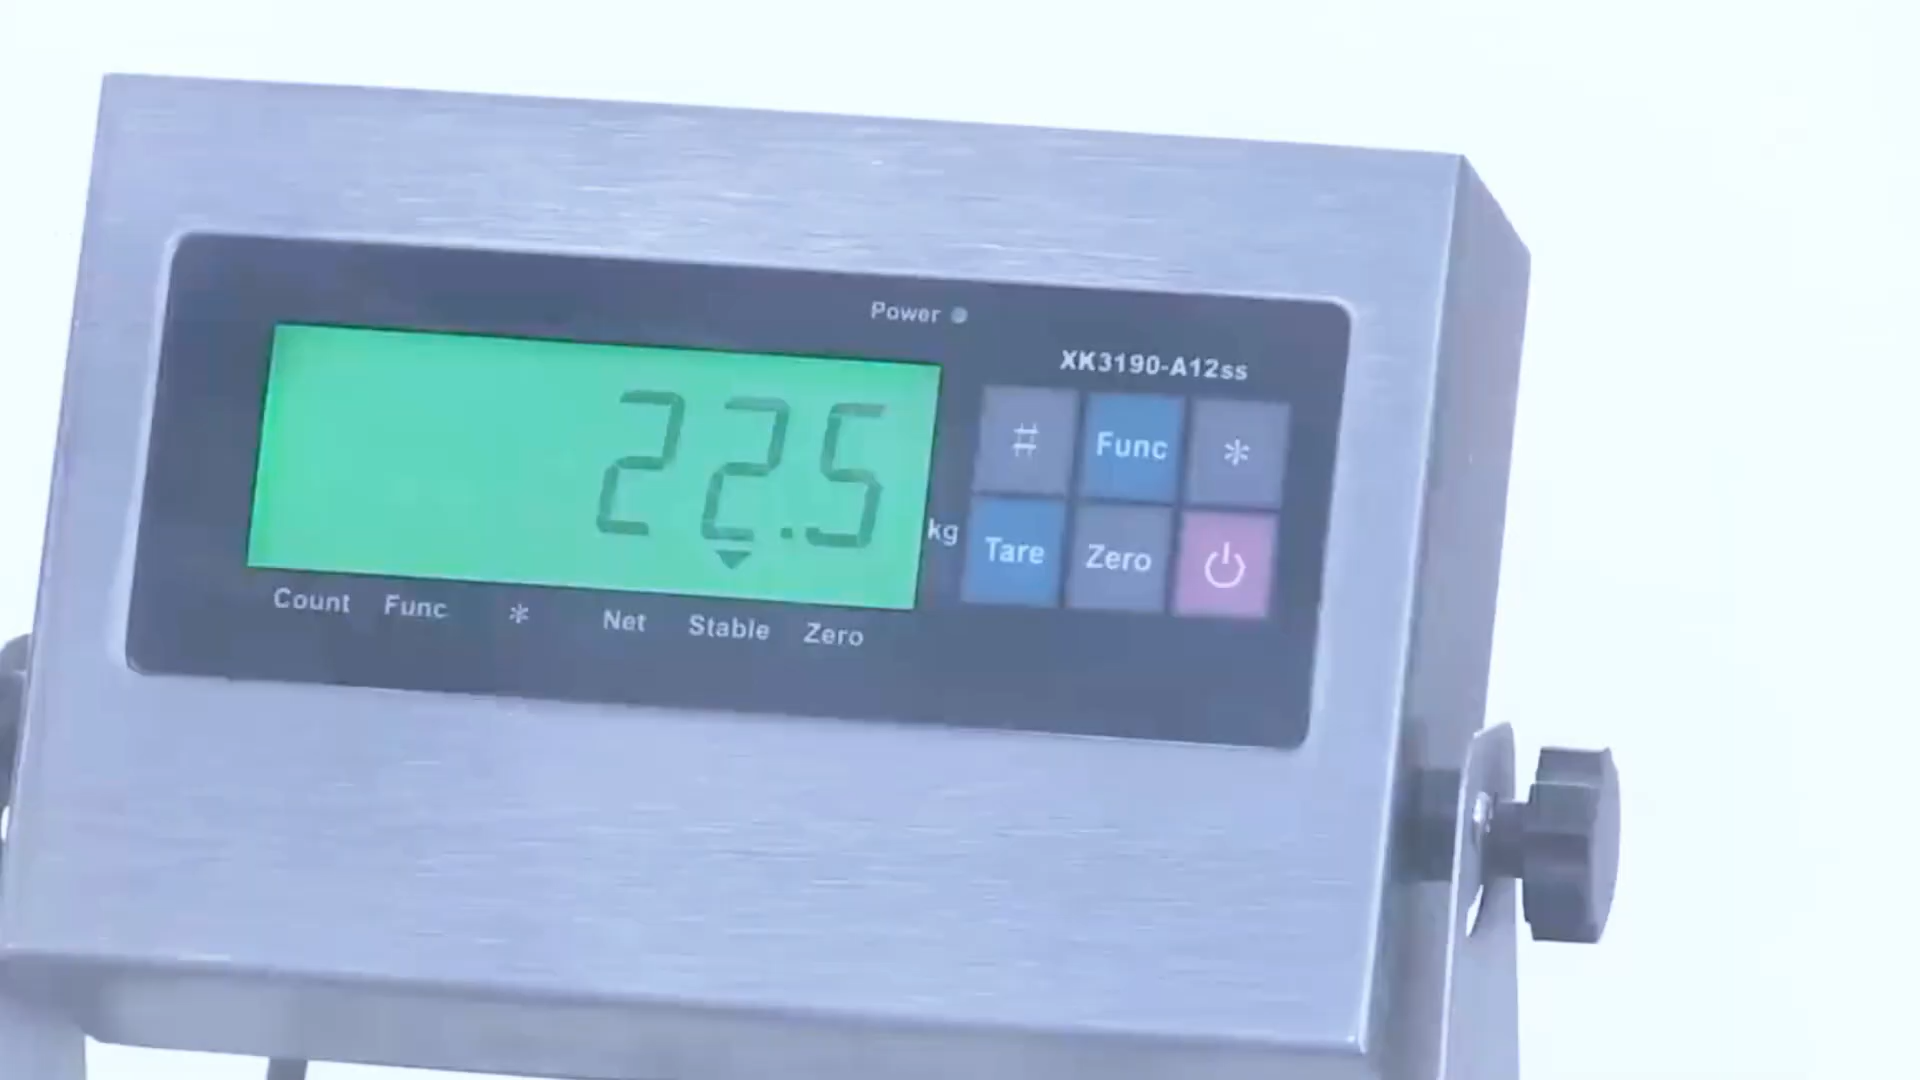 Power
XK3190-A12ss
22.5
kg
# Func *
Tare Zero
Count Func * Net Stable Zero